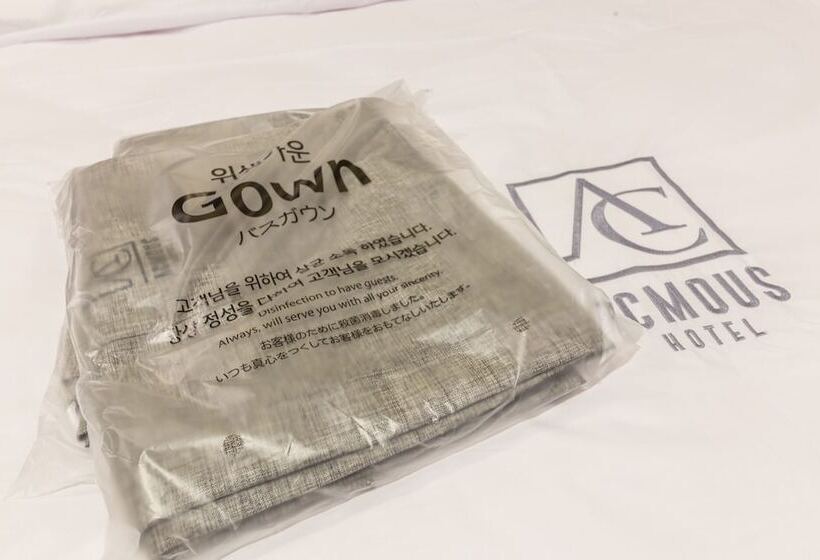 위생가운
Gown
バスガウン
고객님을 위하여 살균 소독 하였습니다.
항상 정성을 다하여 고객님을 모시겠습니다.
Disinfection to have guests.
Always, will serve you with all your sincerity.
お客様のために殺菌消毒しました。
いつも真心をつくしてお客様をおもてなしいたします。
AC
CMOUS
HOTEL